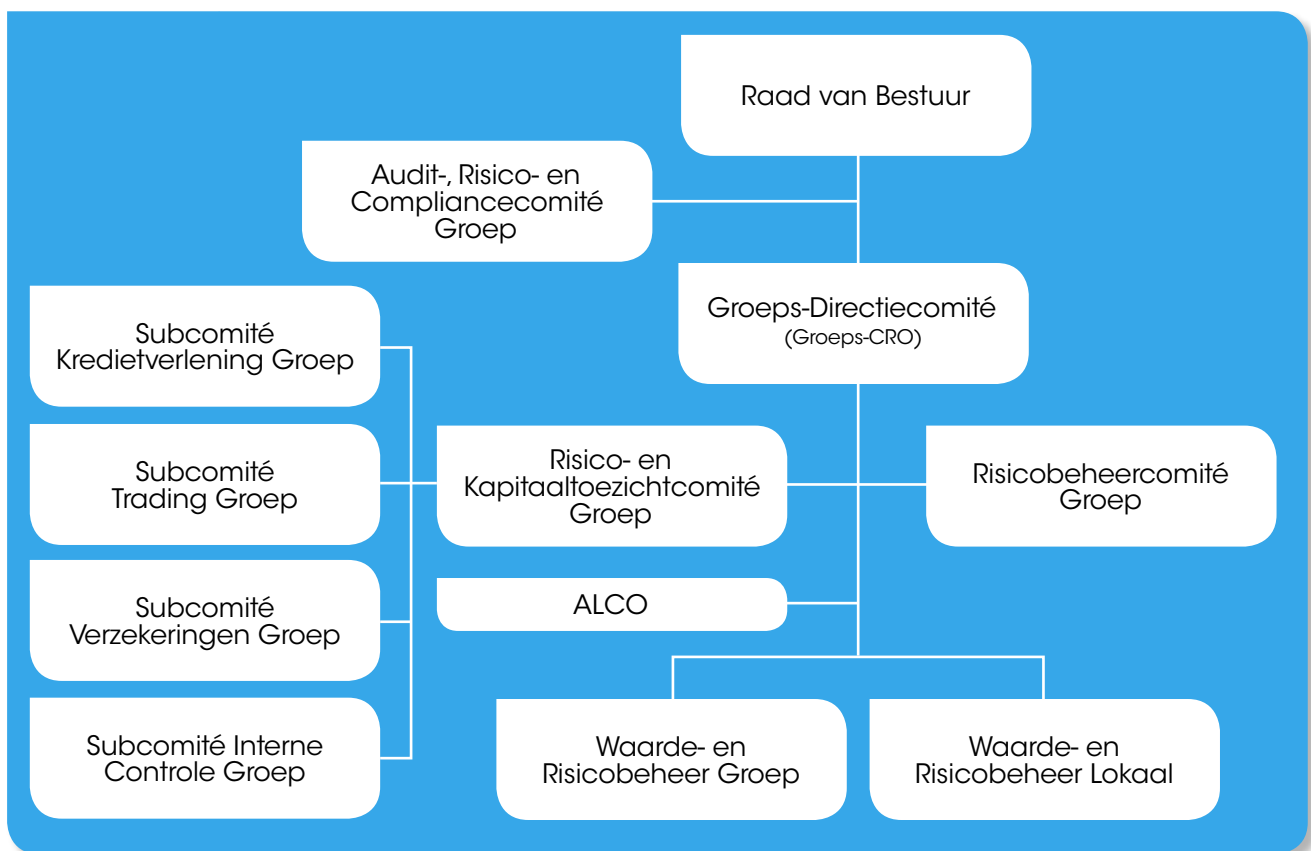 Raad van Bestuur
Audit-, Risico- en
Compliancecomité
Groep
Groeps-Directiecomité
(Groeps-CRO)
Subcomité
Kredietverlening Groep
Subcomité
Trading Groep
Risico- en
Kapitaaltoezichtcomité
Groep
Risicobeheercomité
Groep
ALCO
Subcomité
Verzekeringen Groep
Subcomité Interne
Controle Groep
Waarde- en
Risicobeheer Groep
Waarde- en
Risicobeheer Lokaal